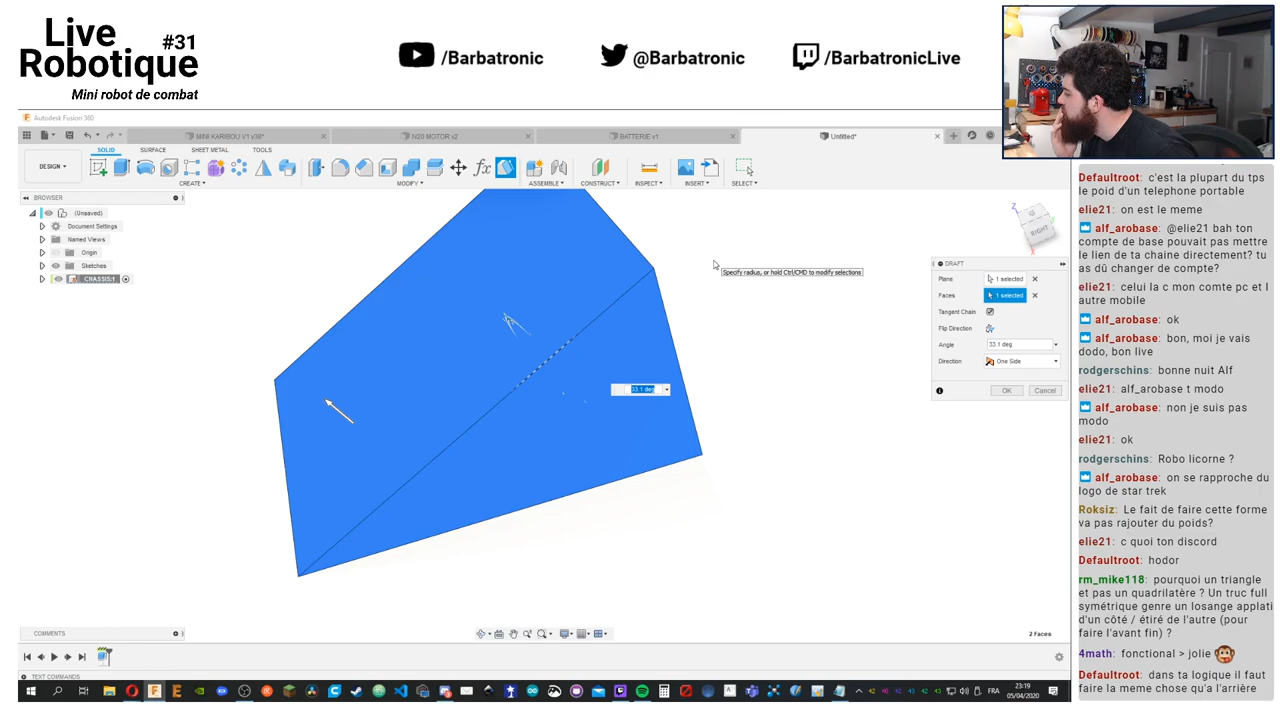 Live
Robotique #31
Mini robot de combat
/Barbatronic
@Barbatronic
/BarbatronicLive
Autodesk Fusion 360
MINI KARIBOU V1 v38*
N20 MOTOR v2
BATTERIE v1
Untitled*
SOLID
SURFACE
SHEET METAL
TOOLS
DESIGN
CREATE
MODIFY
ASSEMBLE
CONSTRUCT
INSPECT
INSERT
SELECT
BROWSER
(Unsaved)
Document Settings
Named Views
Origin
Sketches
CHASSIS:1
Z
RIGHT
Specify radius, or hold Ctrl/CMD to modify selections
33.1 deg
DRAFT
Plane 1 selected
Faces 1 selected
Tangent Chain
Flip Direction
Angle 33.1 deg
Direction One Side
OK Cancel
COMMENTS
2 Faces
TEXT COMMANDS
FRA
23:19
05/04/2020
Defaultroot: c'est la plupart du tps
le poid d'un telephone portable
elie21: on est le meme
alf_arobase: @elie21 bah ton
compte de base pouvait pas mettre
le lien de ta chaine directement? tu
as dû changer de compte?
elie21: celui la c mon comte pc et l
autre mobile
alf_arobase: ok
alf_arobase: bon, moi je vais
dodo, bon live
rodgerschins: bonne nuit Alf
elie21: alf_arobase t modo
alf_arobase: non je suis pas
modo
elie21: ok
rodgerschins: Robo licorne ?
alf_arobase: on se rapproche du
logo de star trek
Roksiz: Le fait de faire cette forme
va pas rajouter du poids?
elie21: c quoi ton discord
Defaultroot: hodor
rm_mike118: pourquoi un triangle
et pas un quadrilatère ? Un truc full
symétrique genre un losange applati
d'un côté / étiré de l'autre (pour
faire l'avant fin) ?
4math: fonctional > jolie
Defaultroot: dans ta logique il faut
faire la meme chose qu'a l'arrière